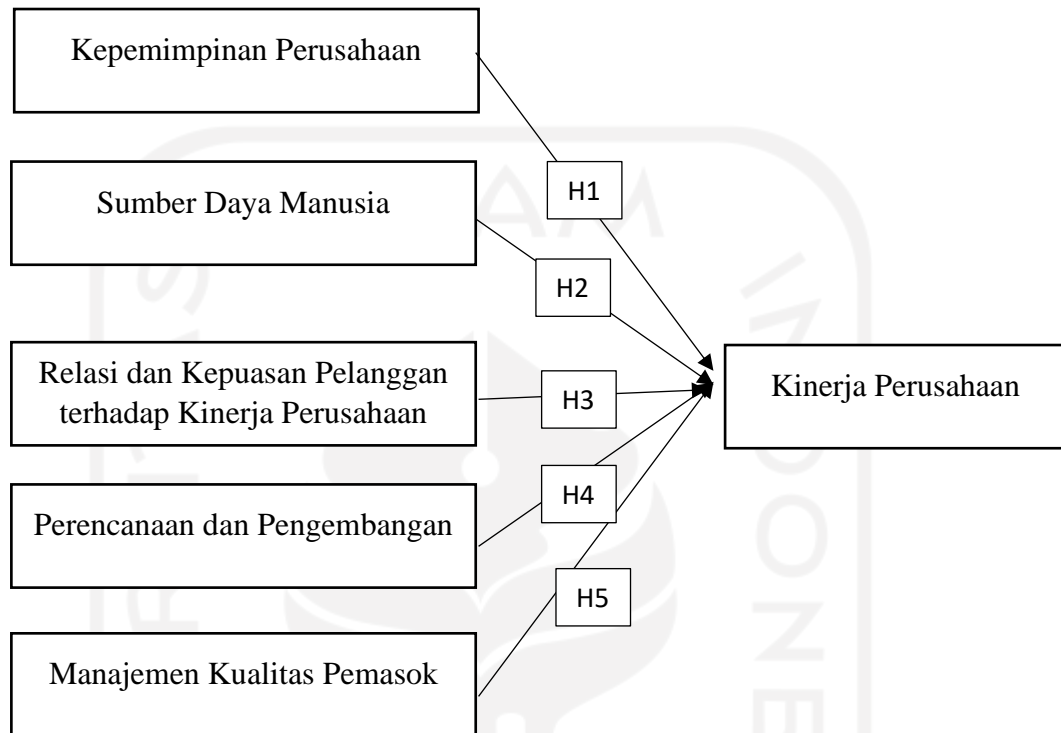 Kepemimpinan Perusahaan
H1
Sumber Daya Manusia
H2
Relasi dan Kepuasan Pelanggan
terhadap Kinerja Perusahaan
H3
Kinerja Perusahaan
Perencanaan dan Pengembangan
H4
H5
Manajemen Kualitas Pemasok